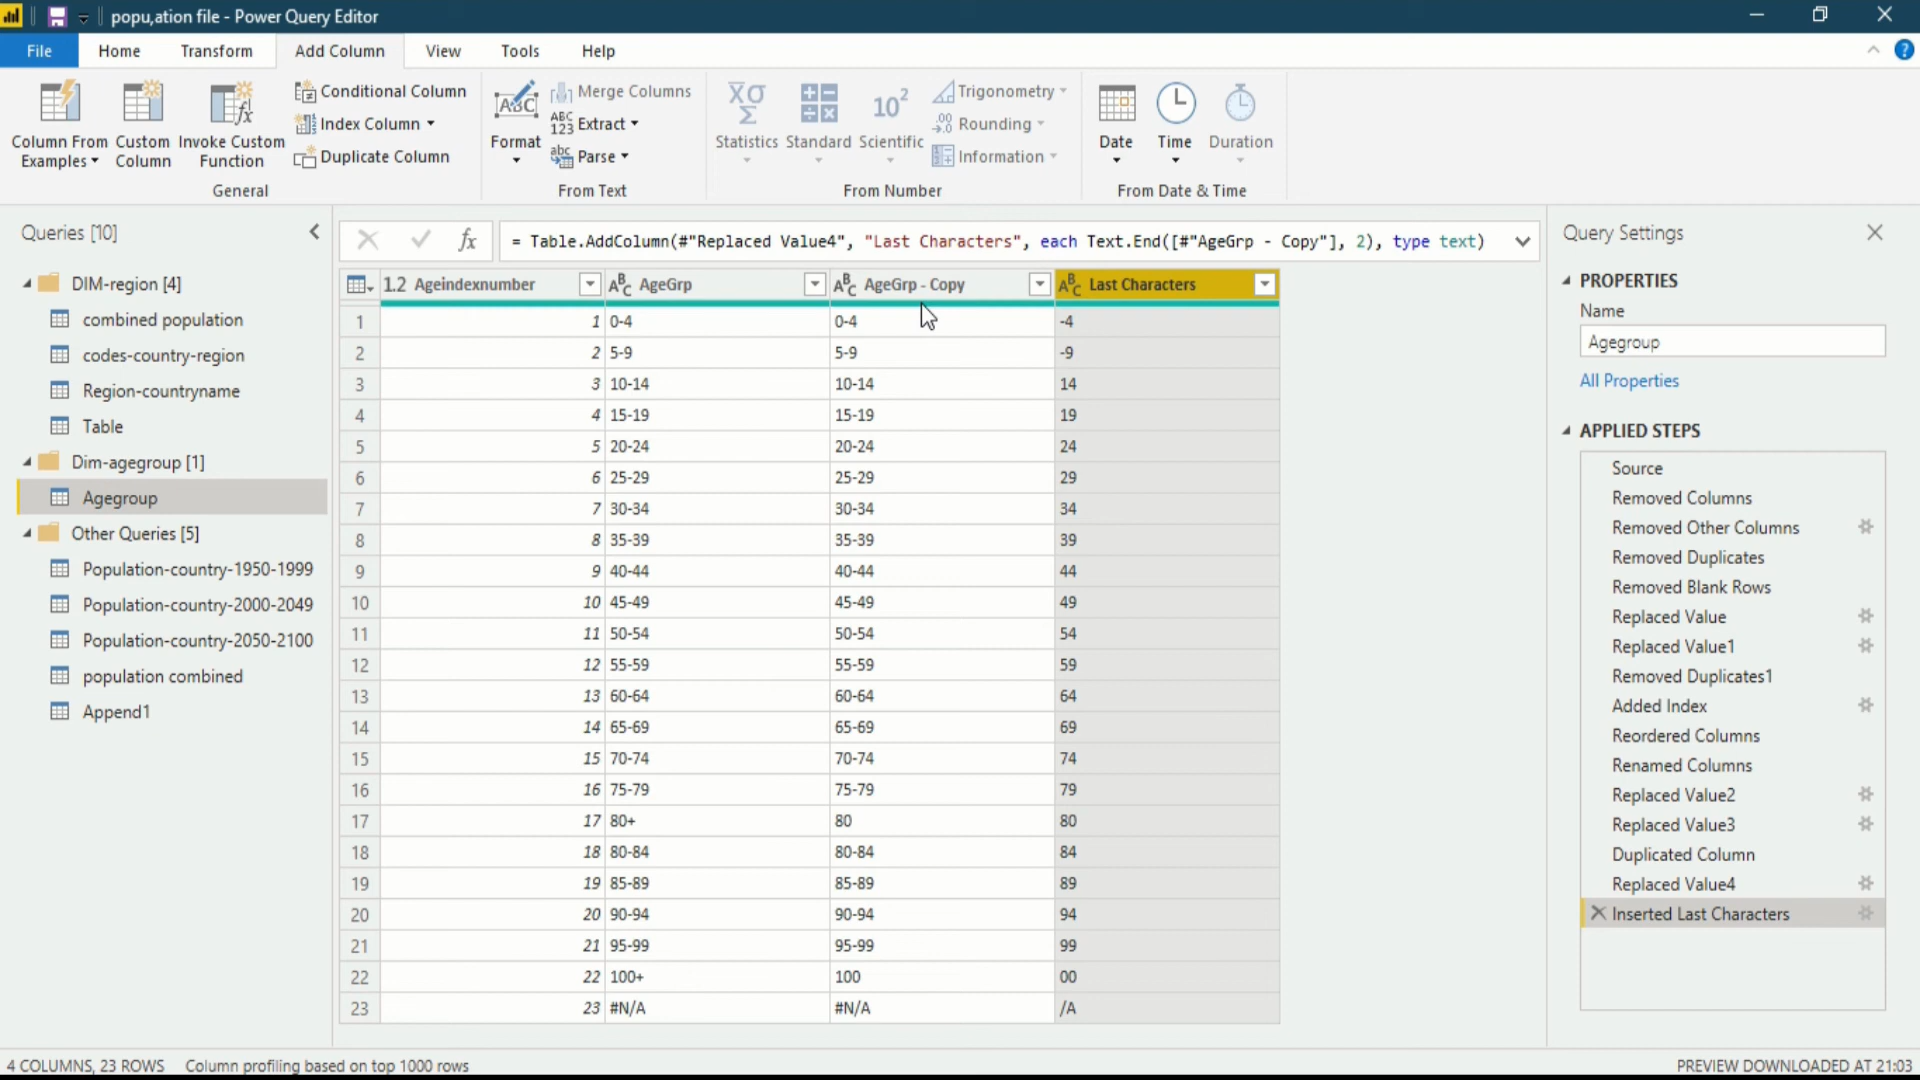 popu,ation file - Power Query Editor
File Home Transform Add Column View Tools Help
Column From Examples
Custom Column
Invoke Custom Function
Conditional Column
Index Column
Duplicate Column
General
Format
Merge Columns
Extract
Parse
From Text
Statistics
Standard
Scientific
Trigonometry
Rounding
Information
From Number
Date
Time
Duration
From Date & Time
Queries [10]
DIM-region [4]
combined population
codes-country-region
Region-countryname
Table
Dim-agegroup [1]
Agegroup
Other Queries [5]
Population-country-1950-1999
Population-country-2000-2049
Population-country-2050-2100
population combined
Append1
= Table.AddColumn(#"Replaced Value4", "Last Characters", each Text.End([#"AgeGrp - Copy"], 2), type text)
1.2 Ageindexnumber ABC AgeGrp ABC AgeGrp - Copy ABC Last Characters
1 1 0-4 0-4 -4
2 2 5-9 5-9 -9
3 3 10-14 10-14 14
4 4 15-19 15-19 19
5 5 20-24 20-24 24
6 6 25-29 25-29 29
7 7 30-34 30-34 34
8 8 35-39 35-39 39
9 9 40-44 40-44 44
10 10 45-49 45-49 49
11 11 50-54 50-54 54
12 12 55-59 55-59 59
13 13 60-64 60-64 64
14 14 65-69 65-69 69
15 15 70-74 70-74 74
16 16 75-79 75-79 79
17 17 80+ 80 80
18 18 80-84 80-84 84
19 19 85-89 85-89 89
20 20 90-94 90-94 94
21 21 95-99 95-99 99
22 22 100+ 100 00
23 23 #N/A #N/A /A
Query Settings
PROPERTIES
Name
Agegroup
All Properties
APPLIED STEPS
Source
Removed Columns
Removed Other Columns
Removed Duplicates
Removed Blank Rows
Replaced Value
Replaced Value1
Removed Duplicates1
Added Index
Reordered Columns
Renamed Columns
Replaced Value2
Replaced Value3
Duplicated Column
Replaced Value4
Inserted Last Characters
4 COLUMNS, 23 ROWS Column profiling based on top 1000 rows
PREVIEW DOWNLOADED AT 21:03